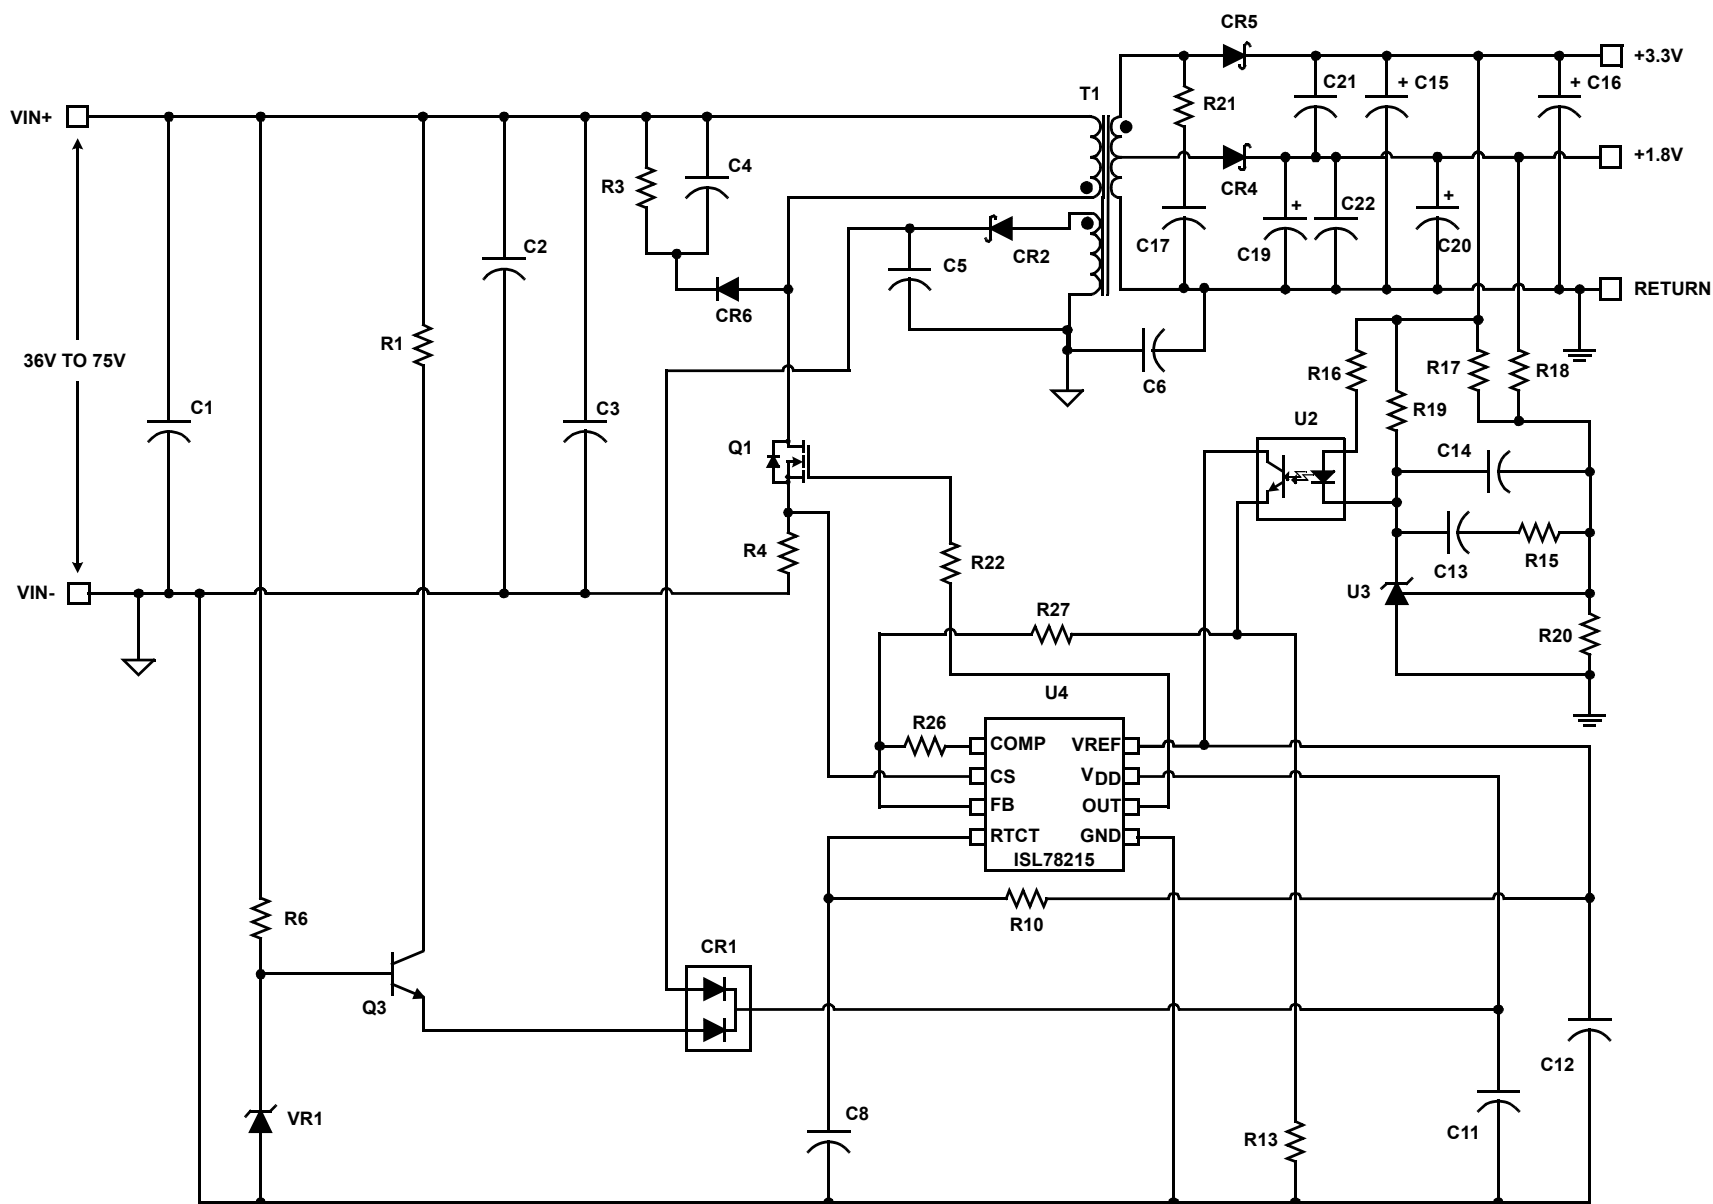 CR5
+3.3V
C21
+ C15
+ C16
T1
R21
VIN+
+1.8V
C4
R3
CR4
C22
+
+
C17
C19
C20
C2
C5
CR2
RETURN
CR6
R1
36V TO 75V
R16
R17
R18
C6
C1
C3
R19
U2
Q1
C14
R4
R22
C13
R15
VIN-
U3
R27
R20
U4
R26
COMP
VREF
CS
VDD
FB
OUT
RTCT
GND
ISL78215
R6
R10
CR1
Q3
C12
VR1
C8
R13
C11